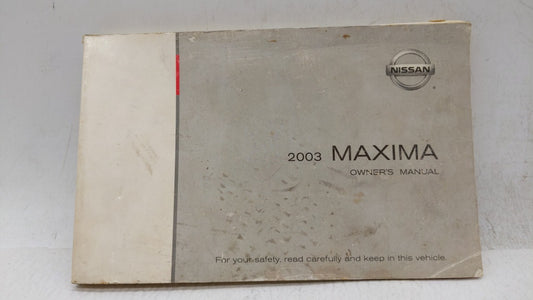 NISSAN
2003 MAXIMA
OWNER'S MANUAL
For your safety, read carefully and keep in this vehicle.